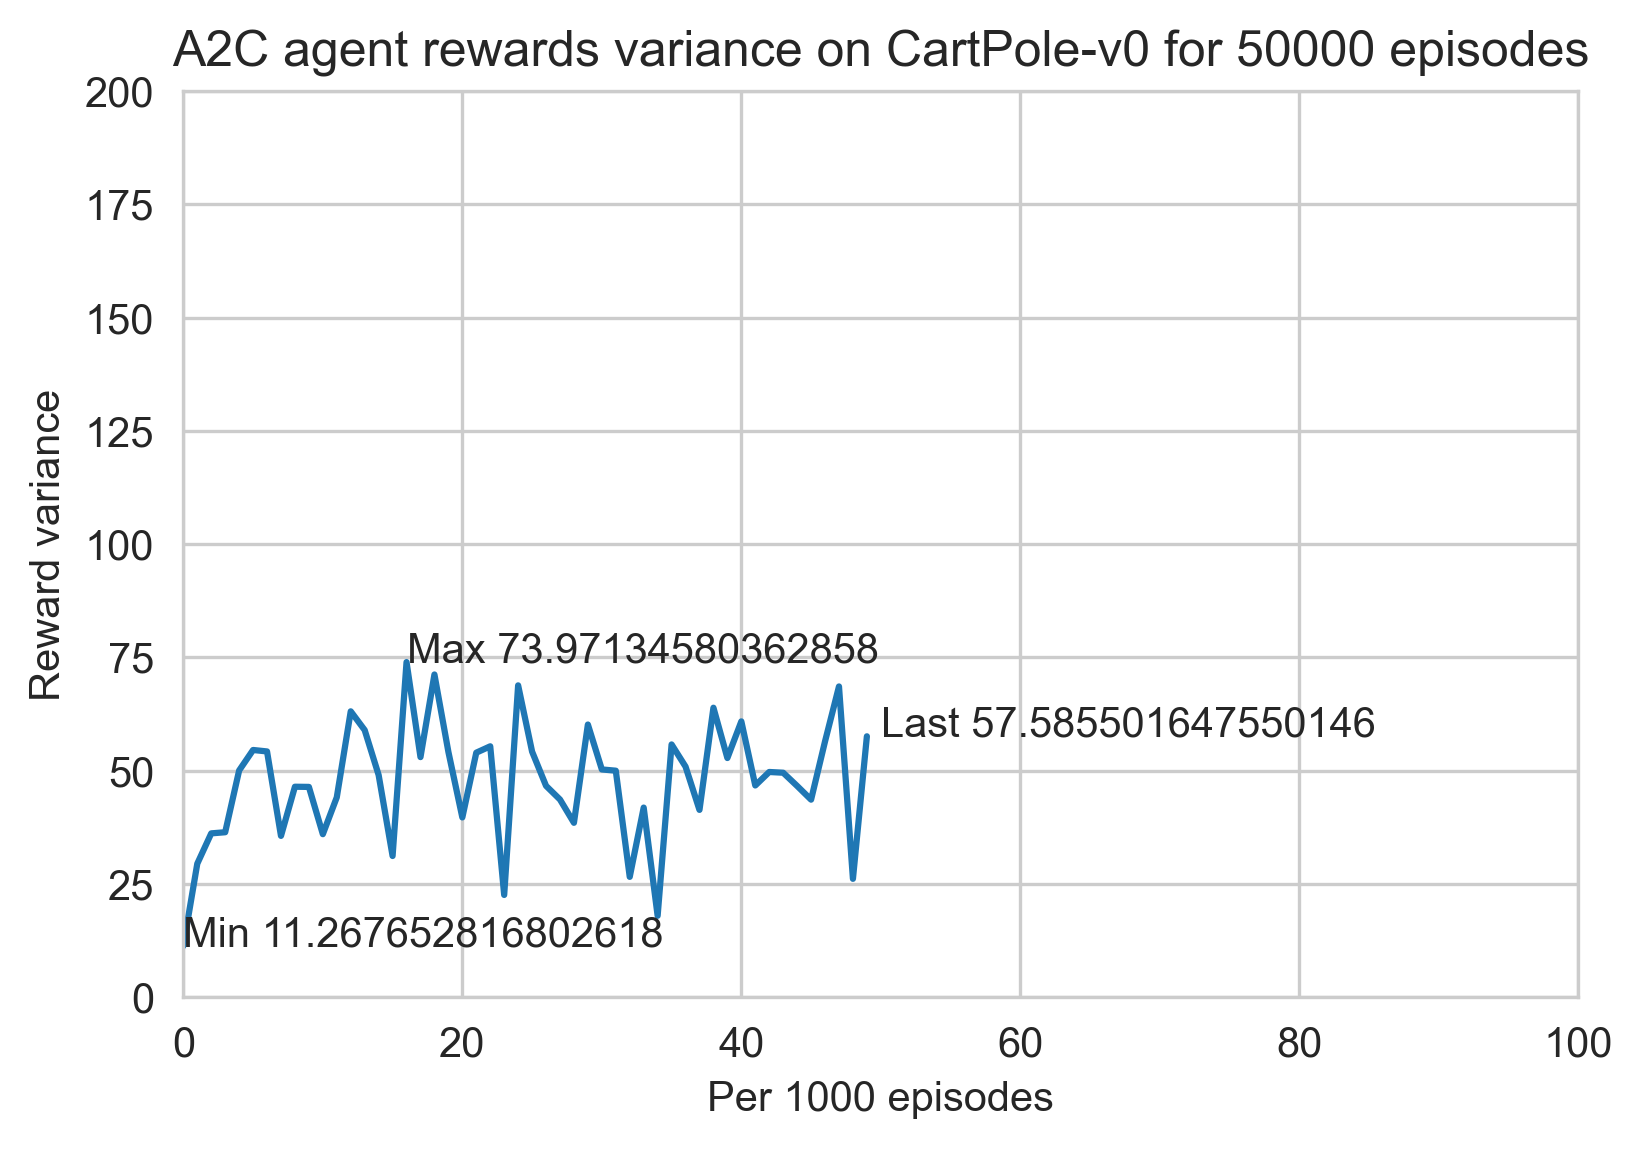 A2C agent rewards variance on CartPole-v0 for 50000 episodes
200
175
150
125
100
75
50
25
0
Reward variance
Max 73.97134580362858
Last 57.585501647550146
Min 11.267652816802618
0 20 40 60 80 100
Per 1000 episodes